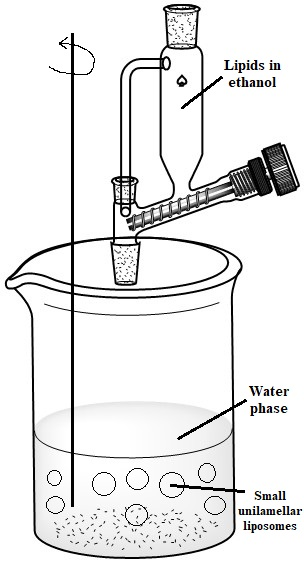 Lipids in
ethanol
Water
phase
Small
unilamellar
liposomes